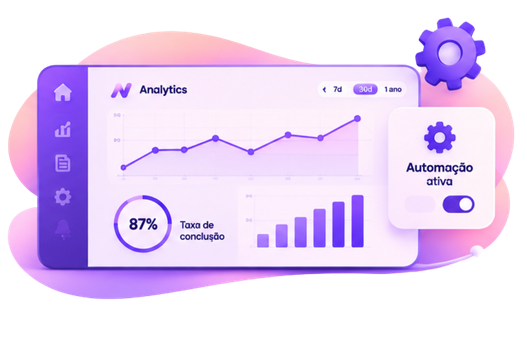 Analytics
7d 30d 1 ano
Automação
ativa
87%
Taxa de
conclusão